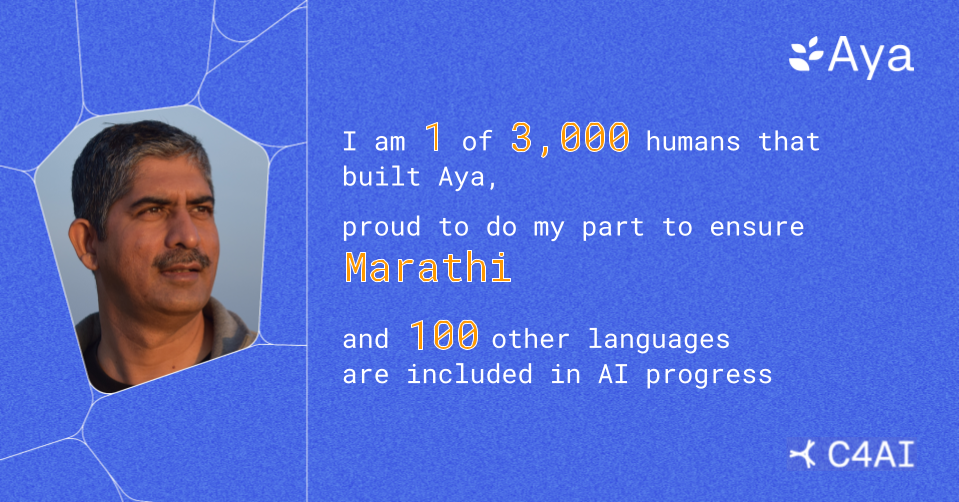 Aya
I am 1 of 3,000 humans that
built Aya,
proud to do my part to ensure
Marathi
and 100 other languages
are included in AI progress
C4AI